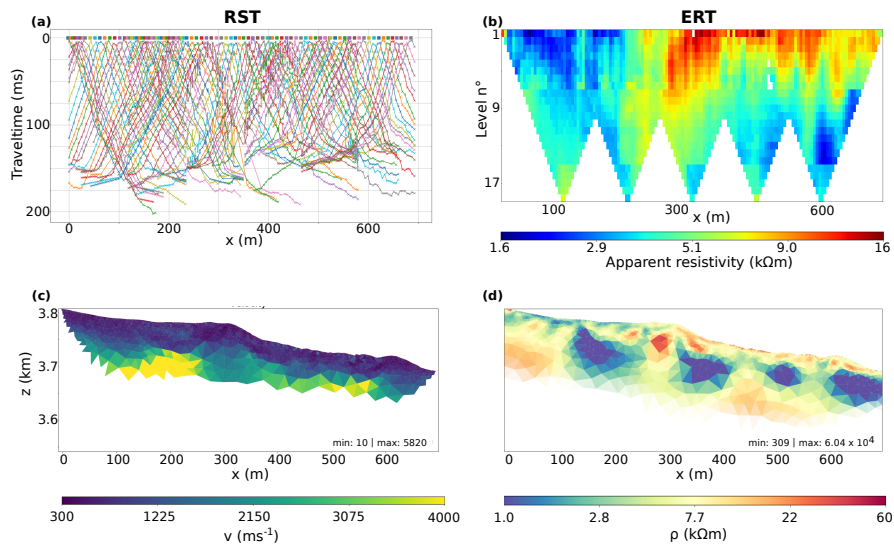 RST
ERT
(a)
(b)
0
100
200
Traveltime (ms)
0
200
400
600
x (m)
1
9
17
Level n°
100
300
600
x (m)
1.6
2.9
5.1
9.0
16
Apparent resistivity (kΩm)
(c)
(d)
3.8
3.7
3.6
z (km)
min: 10 | max: 5820
min: 309 | max: 6.04 x 10⁴
0
100
200
300
400
500
600
x (m)
0
100
200
300
400
500
600
x (m)
300
1225
2150
3075
4000
v (ms⁻¹)
1.0
2.8
7.7
22
60
ρ (kΩm)